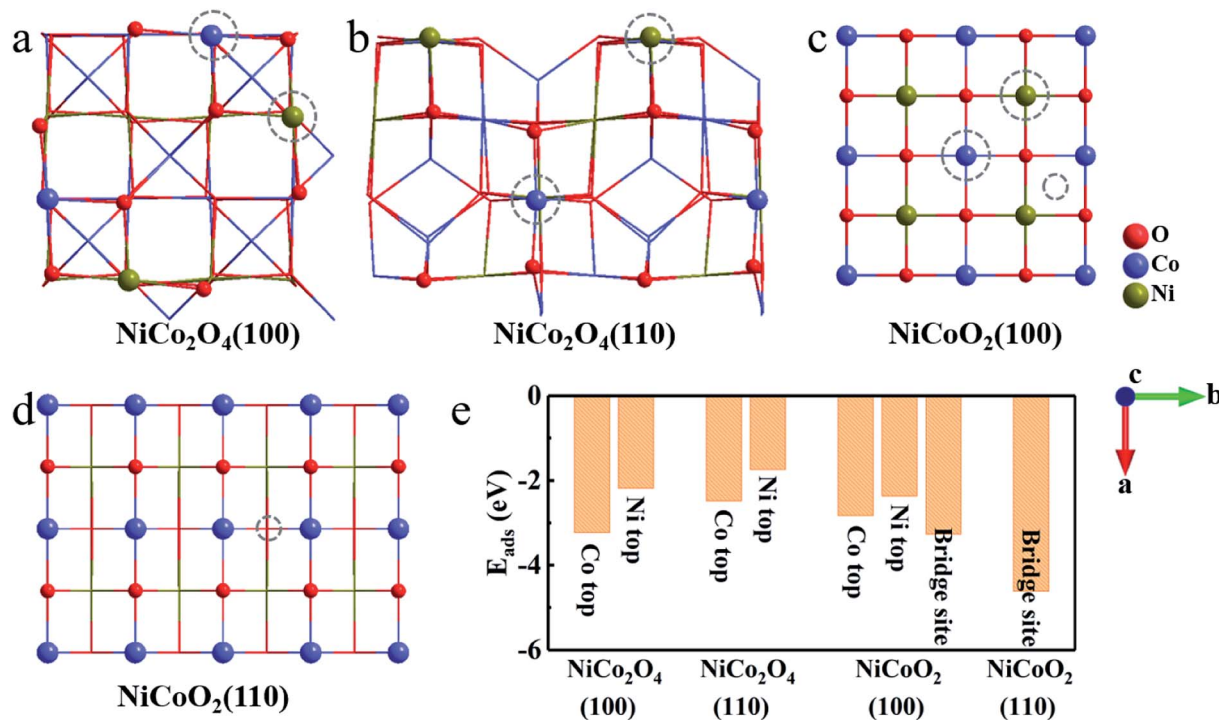 a
b
c
O
Co
Ni
NiCo₂O₄(100)
NiCo₂O₄(110)
NiCoO₂(100)
d
NiCoO₂(110)
e
0
-2
-4
-6
E_ads (eV)
Co top
Ni top
Co top
Ni top
Co top
Ni top
Bridge site
Bridge site
NiCo₂O₄
(100)
NiCo₂O₄
(110)
NiCoO₂
(100)
NiCoO₂
(110)
c
b
a